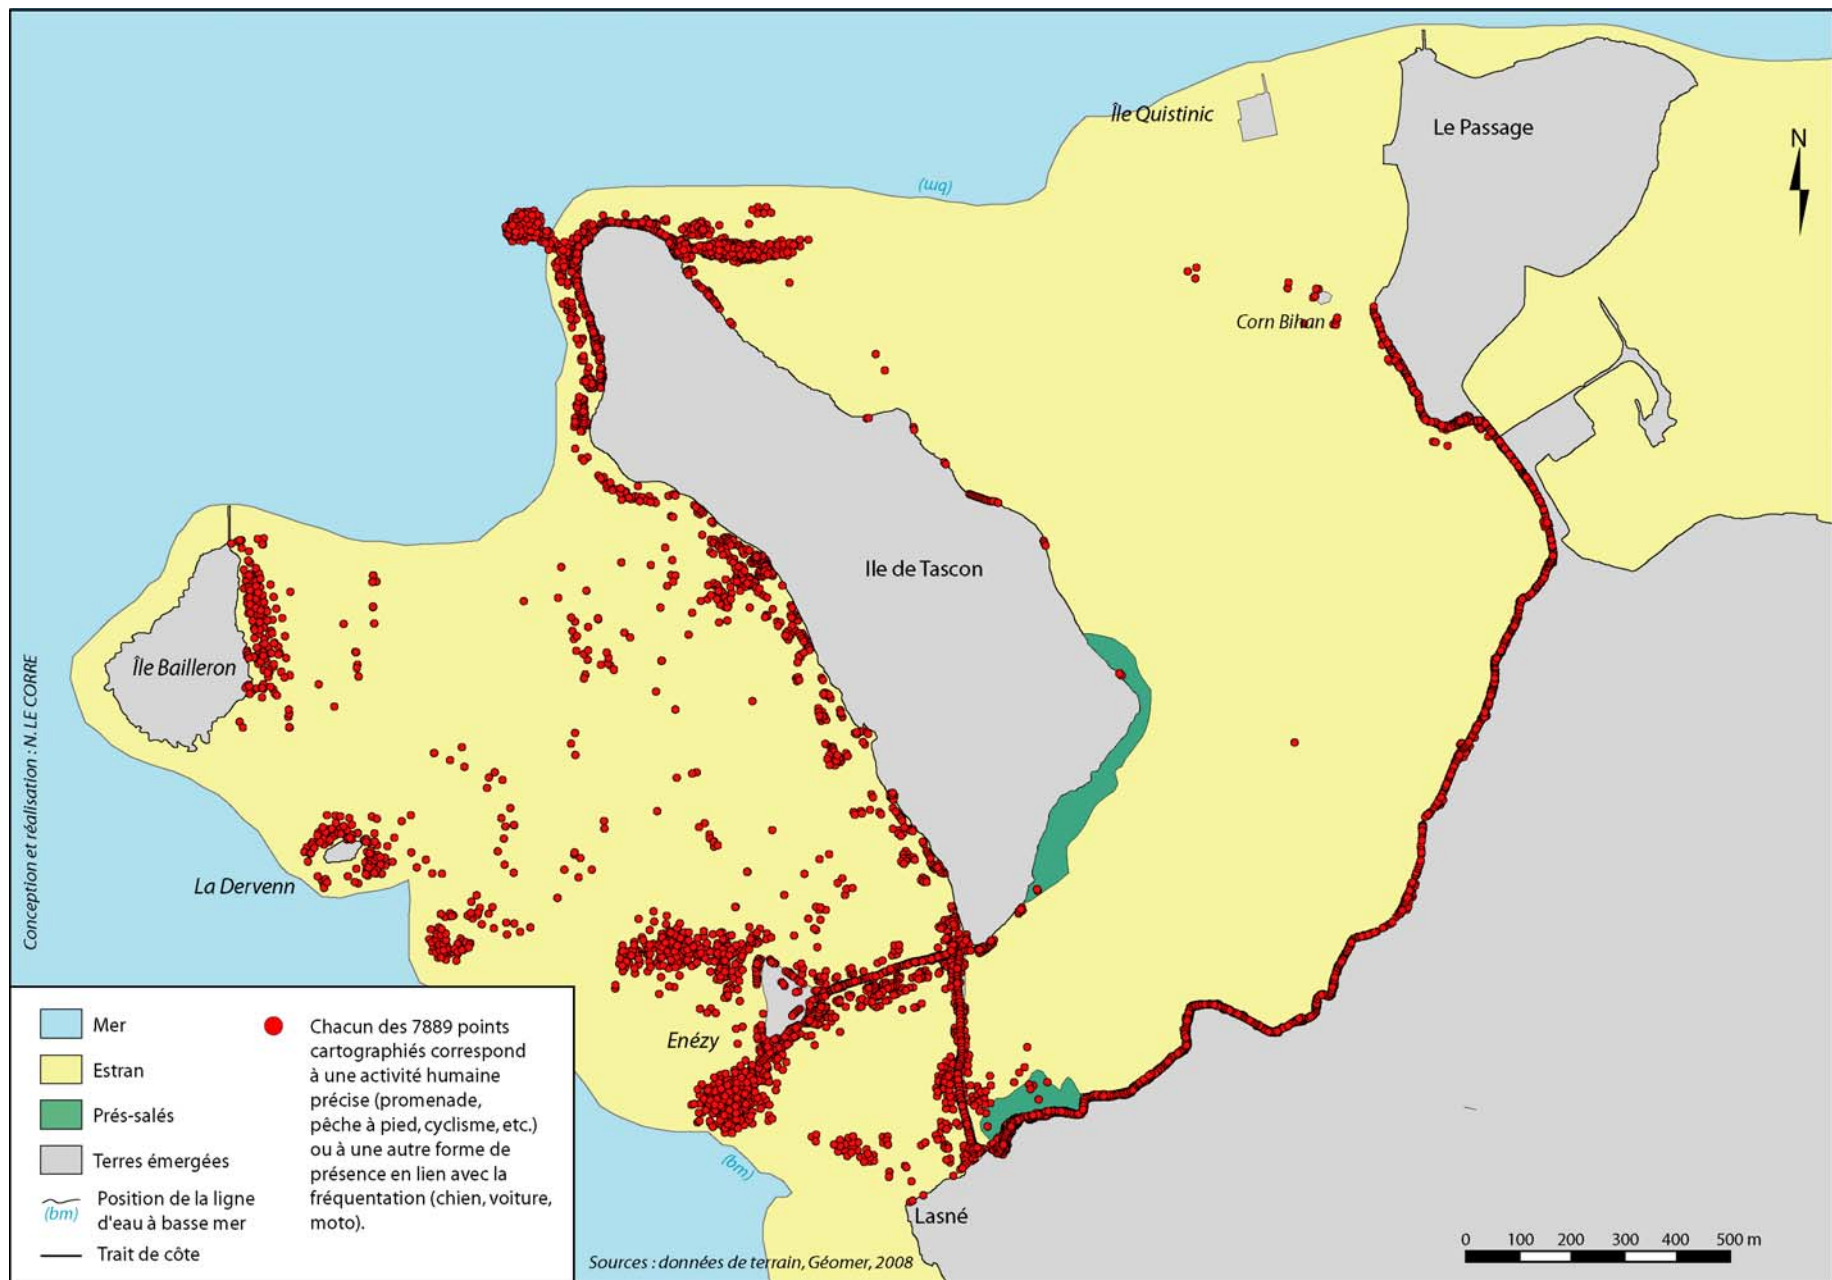 Île Quistinic
Le Passage
N
(bm)
Corn Bihan
Ile de Tascon
Île Bailleron
La Dervenn
Enézy
(bm)
Lasné
Conception et réalisation : N. LE CORRE
Mer
Estran
Prés-salés
Terres émergées
Position de la ligne
(bm)
d'eau à basse mer
Trait de côte
Chacun des 7889 points
cartographiés correspond
à une activité humaine
précise (promenade,
pêche à pied, cyclisme, etc.)
ou à une autre forme de
présence en lien avec la
fréquentation (chien, voiture,
moto).
Sources : données de terrain, Géomer, 2008
0 100 200 300 400 500 m